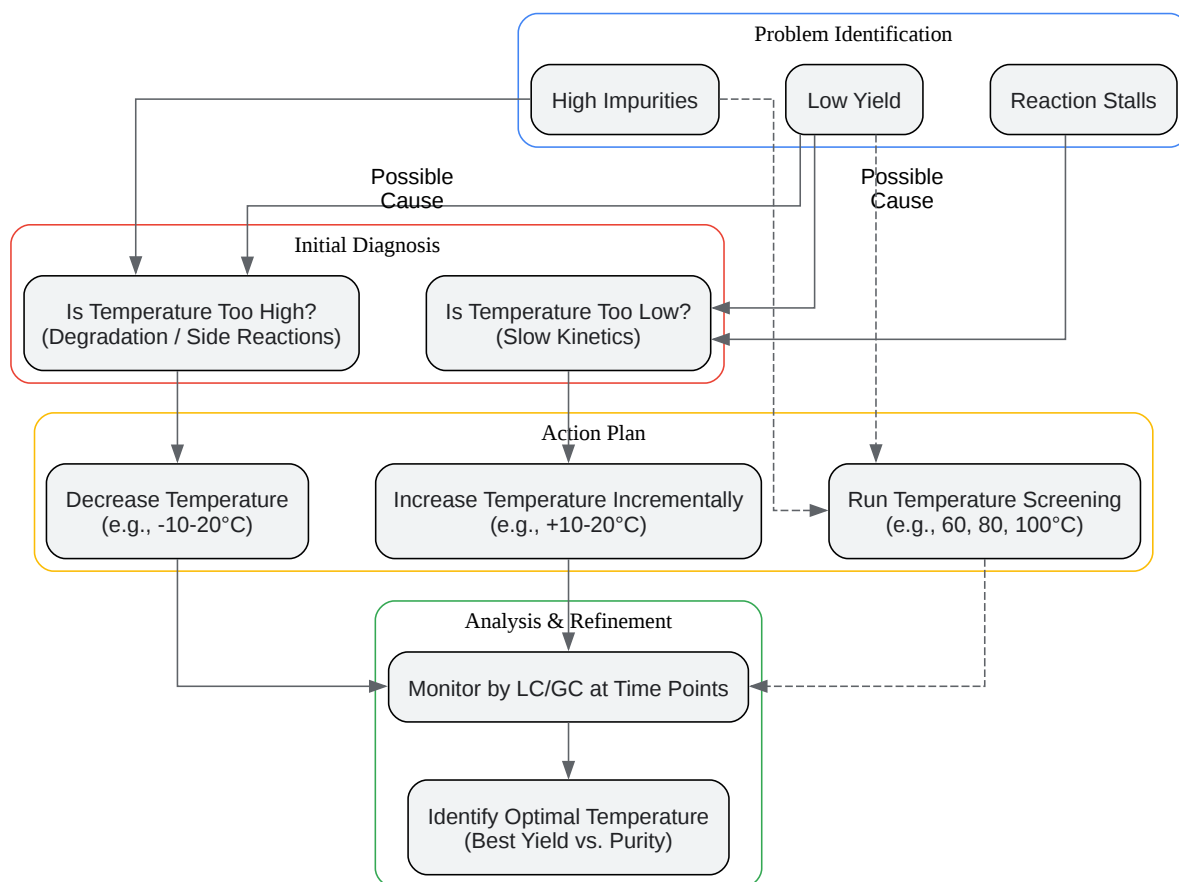 Problem Identification
High Impurities
Low Yield
Reaction Stalls
Possible
Cause
Possible
Cause
Initial Diagnosis
Is Temperature Too High?
(Degradation / Side Reactions)
Is Temperature Too Low?
(Slow Kinetics)
Action Plan
Decrease Temperature
(e.g., -10-20°C)
Increase Temperature Incrementally
(e.g., +10-20°C)
Run Temperature Screening
(e.g., 60, 80, 100°C)
Analysis & Refinement
Monitor by LC/GC at Time Points
Identify Optimal Temperature
(Best Yield vs. Purity)